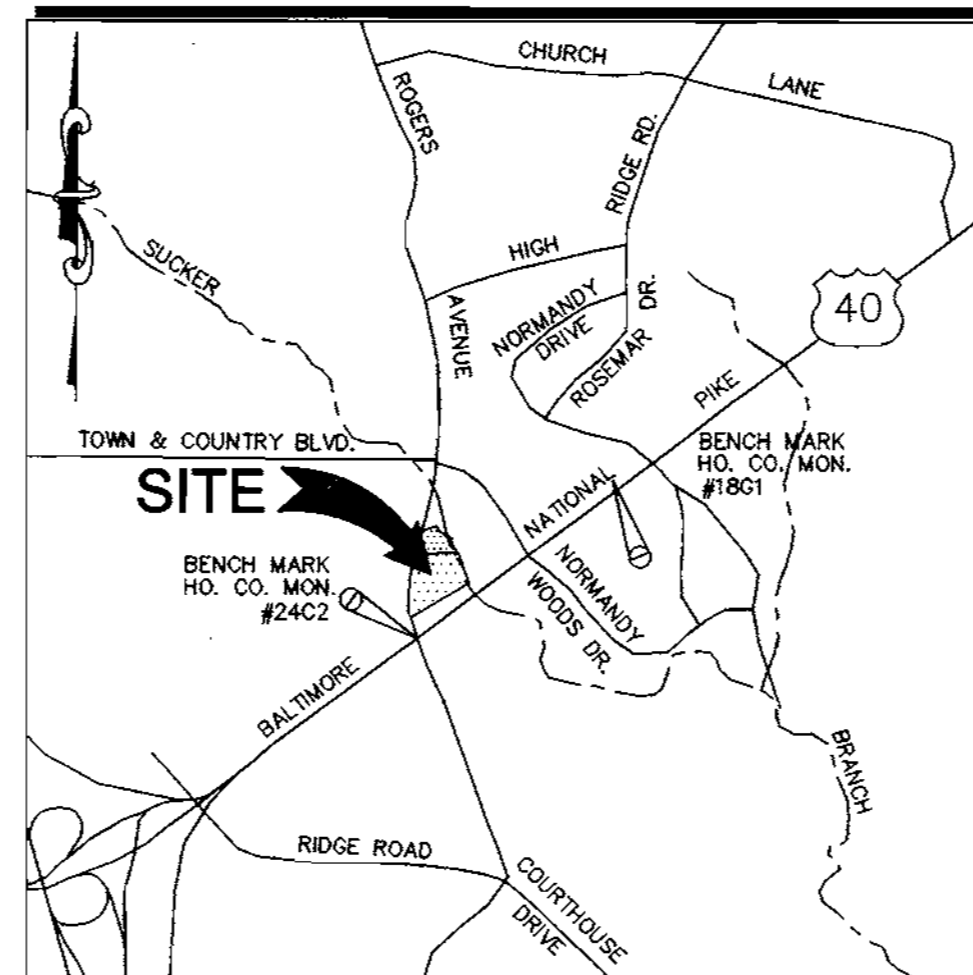 CHURCH
LANE
ROGERS
RIDGE RD.
HIGH
SUCKER
AVENUE
NORMANDY
DRIVE
DR.
ROSEMAR
40
PIKE
TOWN & COUNTRY BLVD.
SITE
BENCH MARK
HO. CO. MON.
#18G1
NATIONAL
BENCH MARK
HO. CO. MON.
#24C2
NORMANDY
WOODS DR.
BALTIMORE
BRANCH
RIDGE ROAD
COURTHOUSE
DRIVE